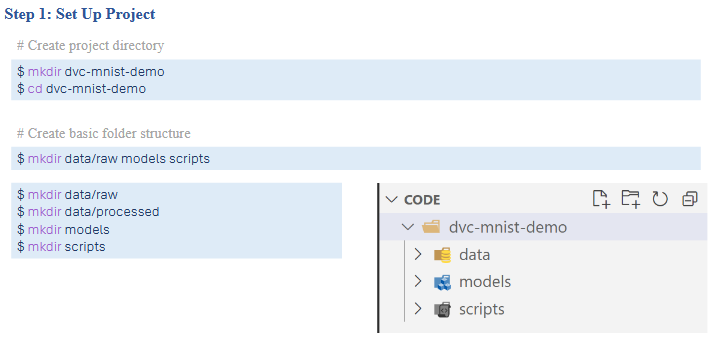 Step 1: Set Up Project
# Create project directory
$ mkdir dvc-mnist-demo
$ cd dvc-mnist-demo
# Create basic folder structure
$ mkdir data/raw models scripts
$ mkdir data/raw
$ mkdir data/processed
$ mkdir models
$ mkdir scripts
CODE
dvc-mnist-demo
data
models
scripts